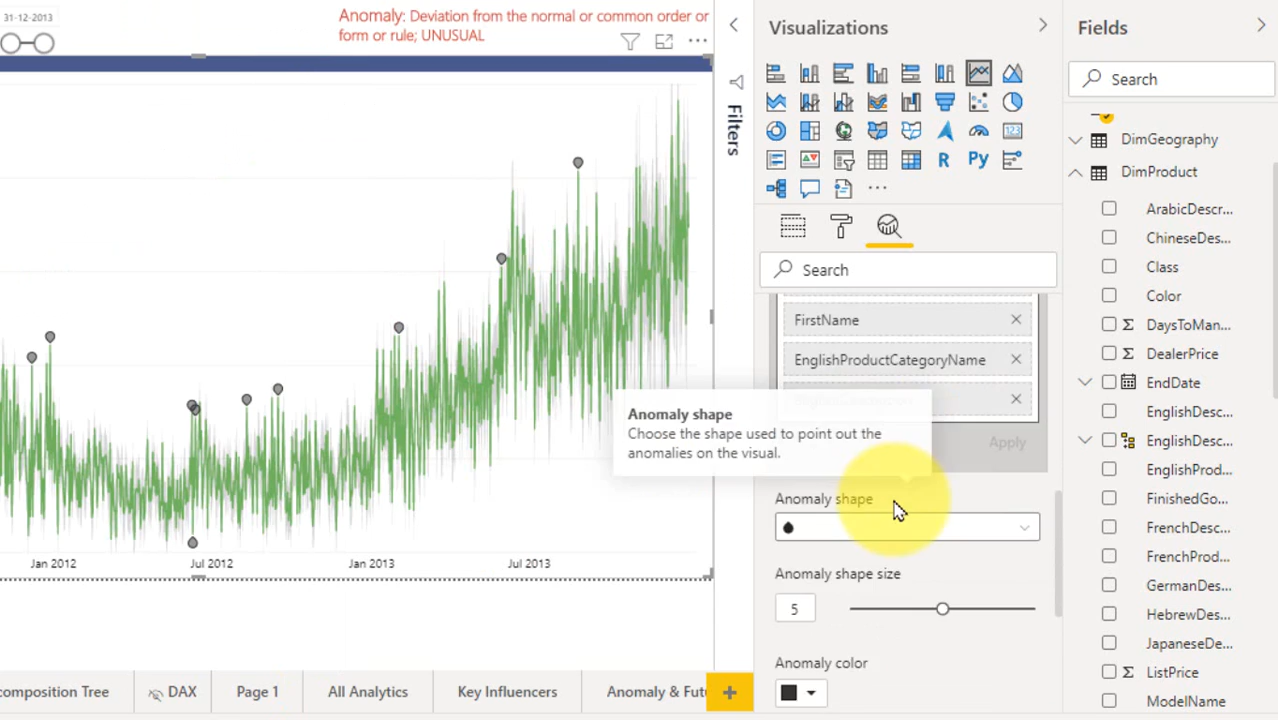 31-12-2013
Anomaly: Deviation from the normal or common order or
form or rule; UNUSUAL
Jan 2012
Jul 2012
Jan 2013
Jul 2013
composition Tree
DAX
Page 1
All Analytics
Key Influencers
Anomaly & Fut
+
Filters
Visualizations
R
Py
123
Search
FirstName
EnglishProductCategoryName
Apply
Anomaly shape
Choose the shape used to point out the
anomalies on the visual.
Anomaly shape
Anomaly shape size
5
Anomaly color
Fields
Search
DimGeography
DimProduct
ArabicDescr...
ChineseDes...
Class
Color
DaysToMan...
DealerPrice
EndDate
EnglishDesc...
EnglishDesc...
EnglishProd...
FinishedGo...
FrenchDesc...
FrenchProd...
GermanDes...
HebrewDes...
JapaneseDe...
ListPrice
ModelName